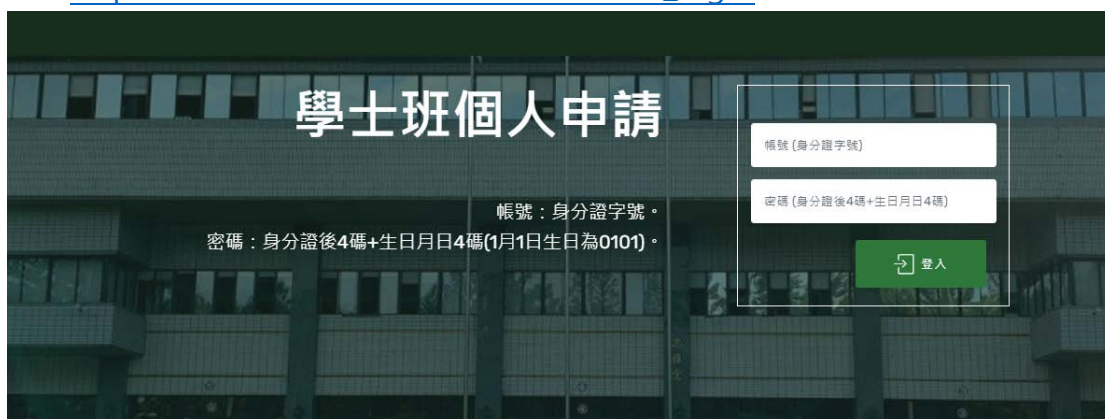 學士班個人申請
帳號：身分證字號。
密碼：身分證後4碼+生日月日4碼(1月1日生日為0101)。
帳號 (身分證字號)
密碼 (身分證後4碼+生日月日4碼)
登入